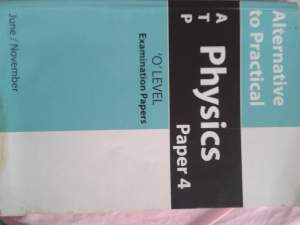 Alternative
to Practical
A
T
P
Physics
Paper 4
'O' LEVEL
Examination Papers
June / November